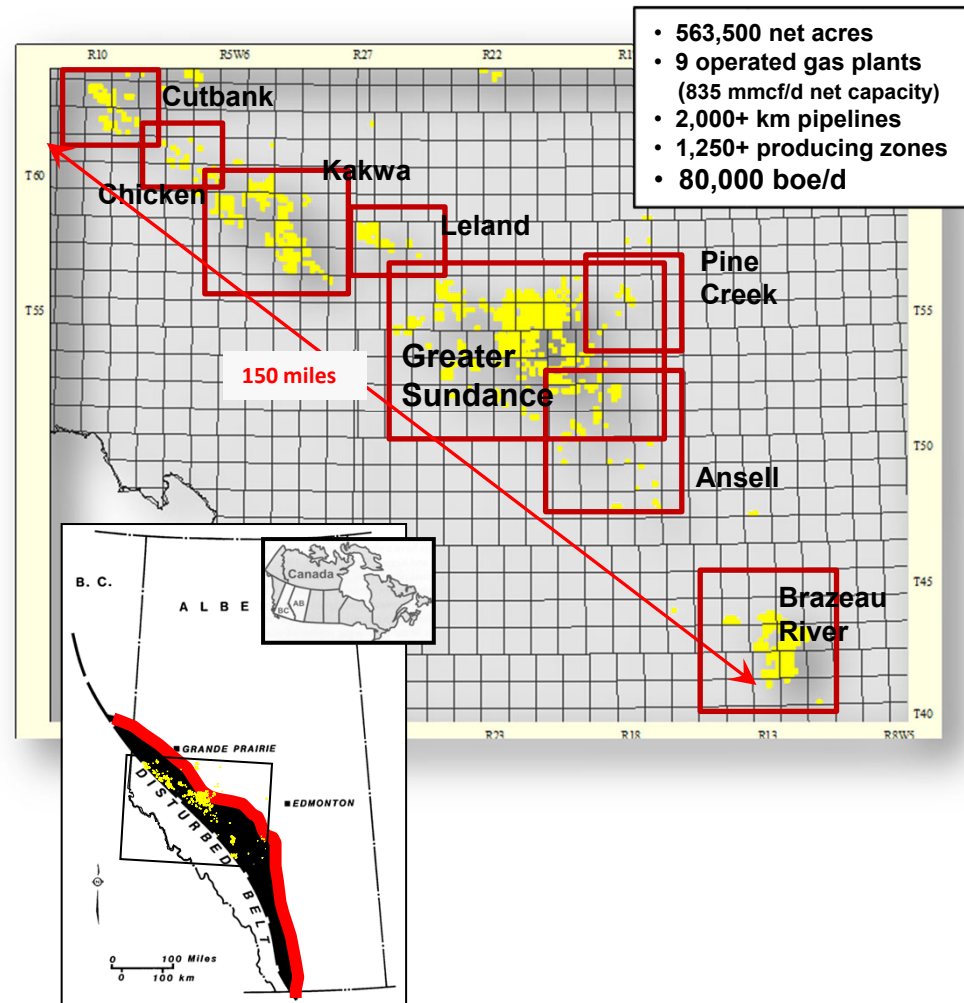 R10
R5W6
R27
R22
• 563,500 net acres
• 9 operated gas plants
(835 mmcf/d net capacity)
• 2,000+ km pipelines
• 1,250+ producing zones
• 80,000 boe/d
Cutbank
T60
Chicken
Kakwa
Leland
Pine
Creek
T55
T55
150 miles
Greater
Sundance
T50
Ansell
T45
Brazeau
River
T40
R23
R18
R13
R8W5
Canada
BC
AB
B. C.
A L B E
GRANDE PRAIRIE
EDMONTON
DISTURBED BELT
0 100 Miles
0 100 km